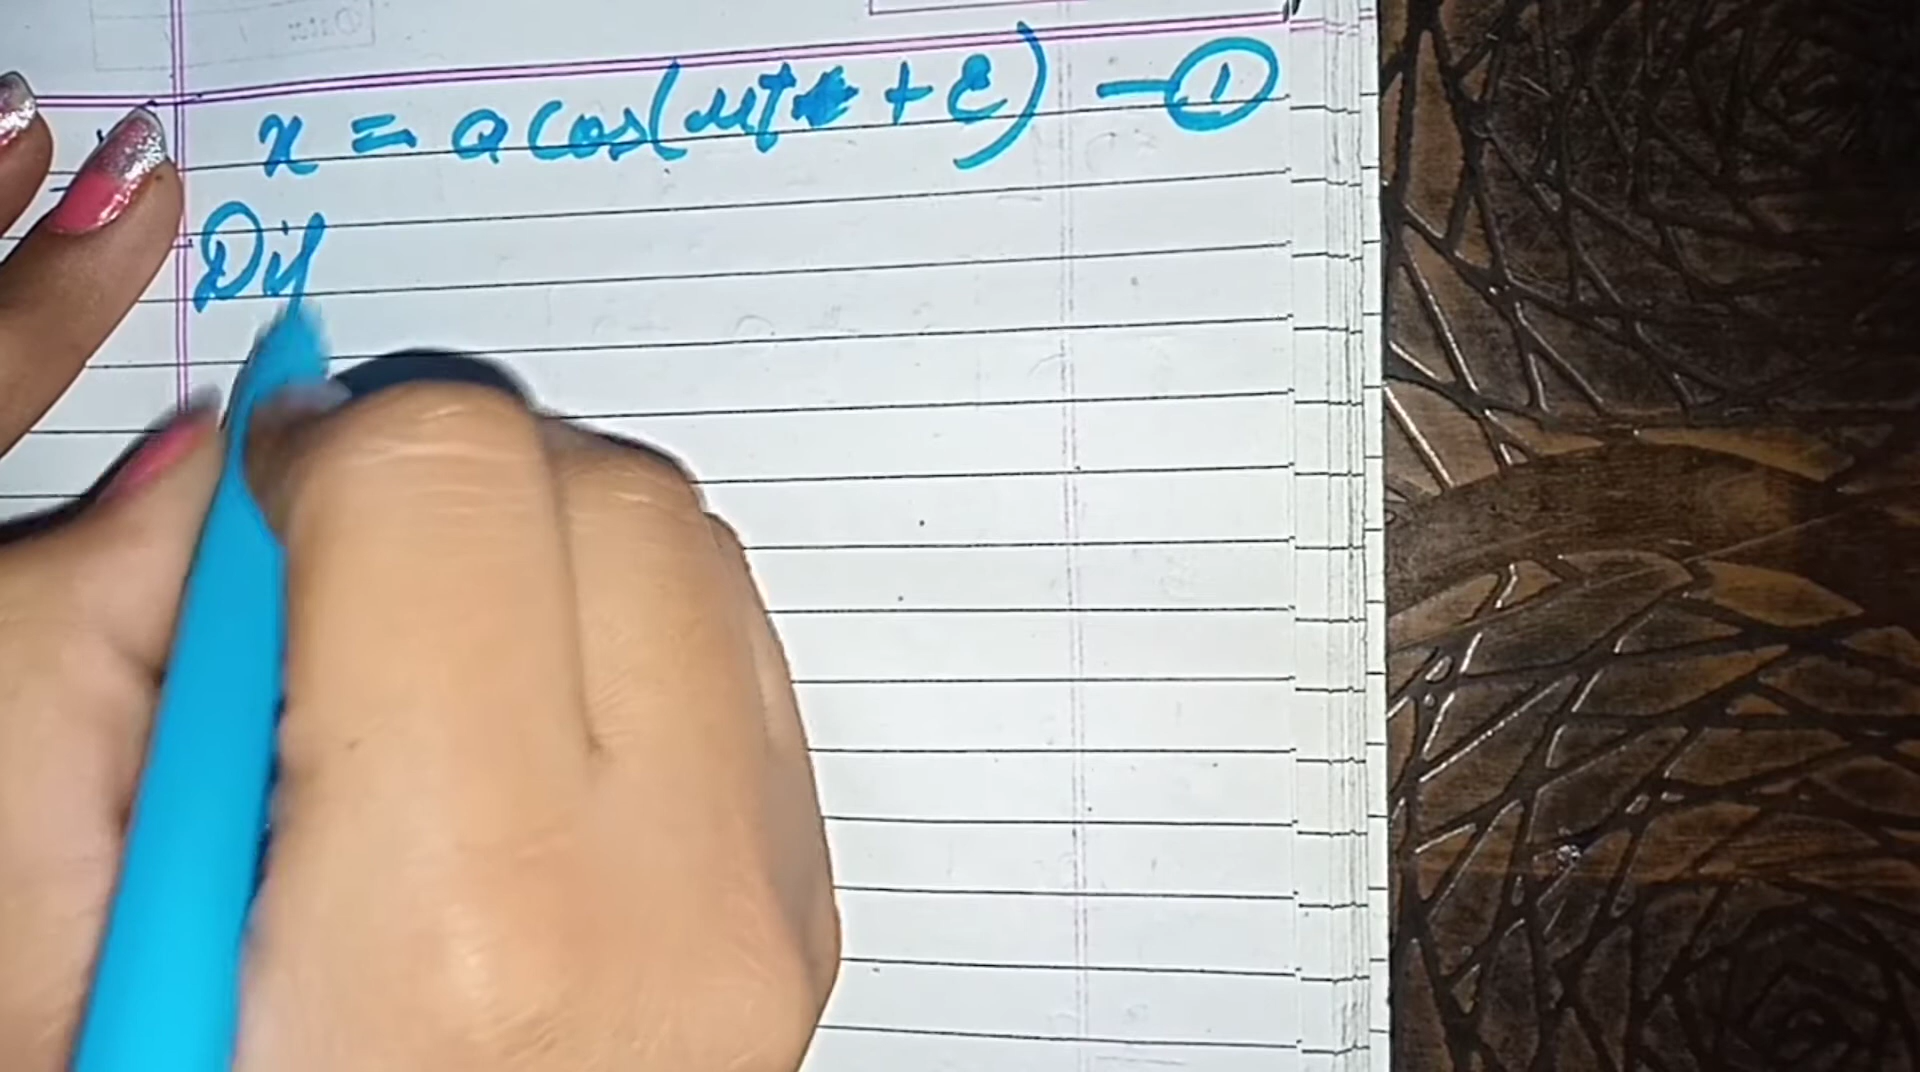 x = a cos(μt + ε) — ①
Dif